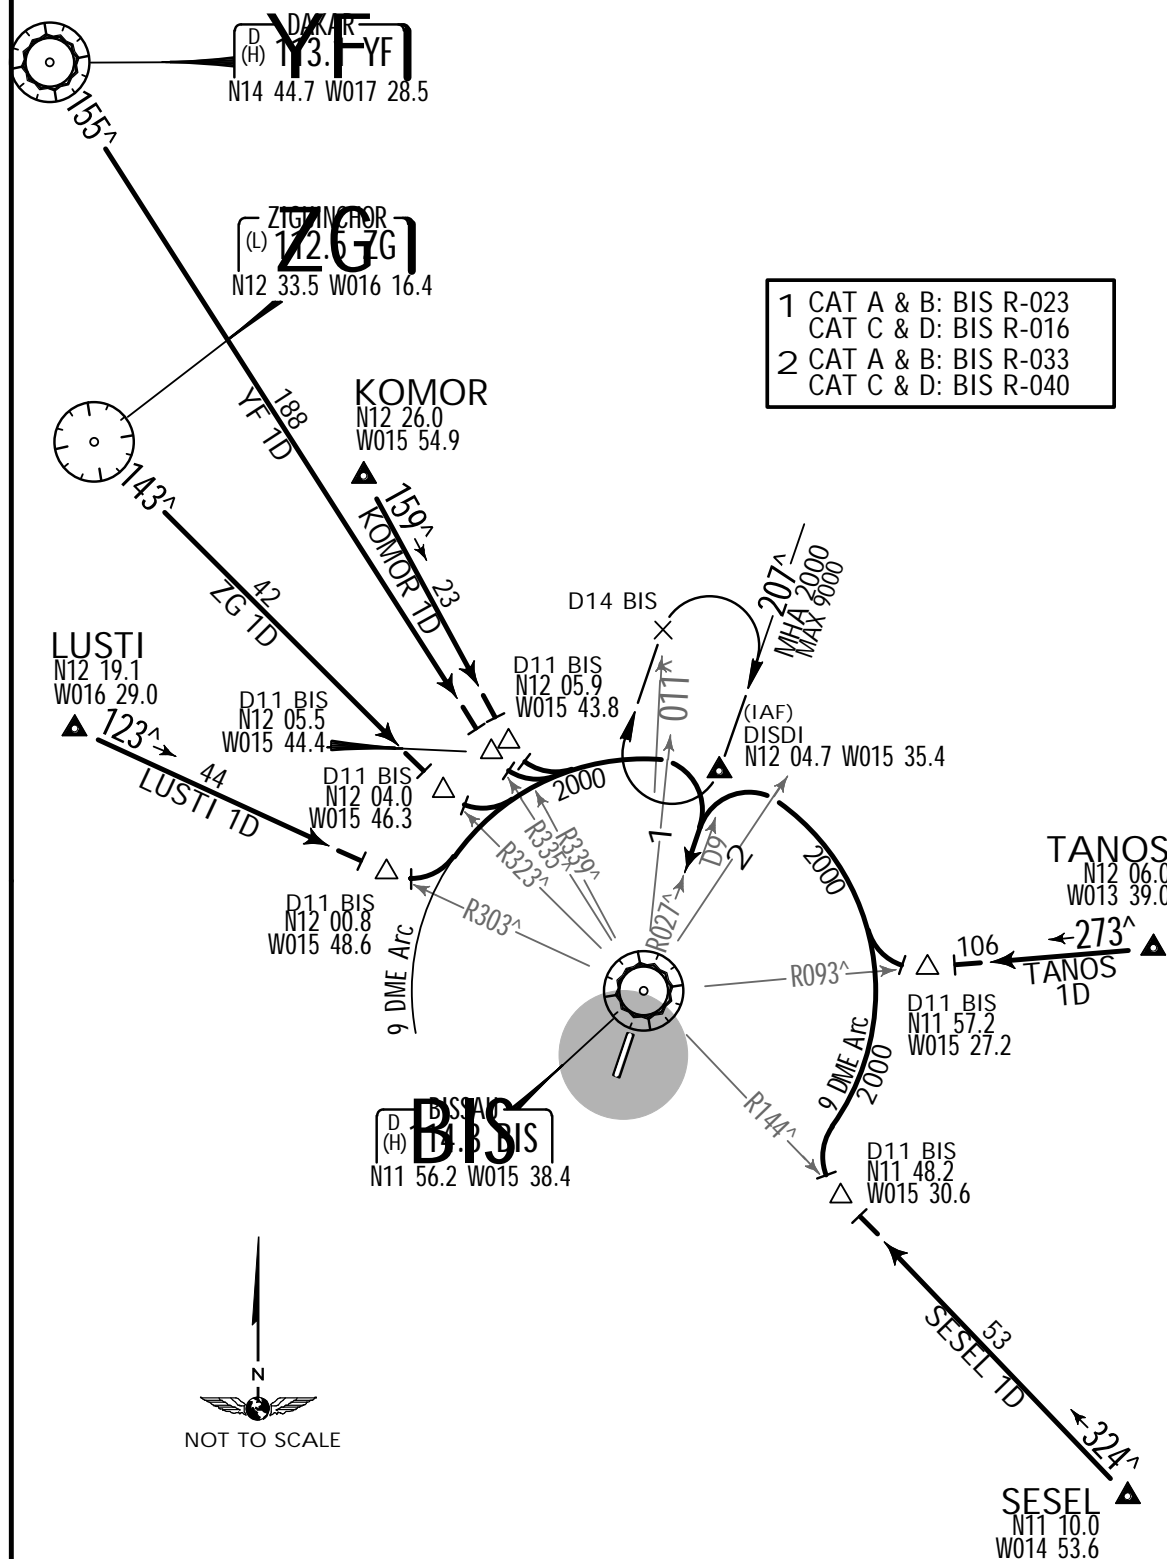 DAKAR
D
(H)
113.1 YF
YF
N14 44.7 W017 28.5
155^
ZIGUINCHOR
(L)
ZG
N12 33.5 W016 16.4
1 CAT A & B: BIS R-023
CAT C & D: BIS R-016
2 CAT A & B: BIS R-033
CAT C & D: BIS R-040
188
YF 1D
KOMOR
N12 26.0
W015 54.9
143^
159^
KOMOR 1D
23
42
ZG 1D
207^
MHA 2000
MAX 9000
D14 BIS
011^
LUSTI
N12 19.1
W016 29.0
123^
44
LUSTI 1D
D11 BIS
N12 05.9
W015 43.8
D11 BIS
N12 05.5
W015 44.4
D11 BIS
N12 04.0
W015 46.3
D11 BIS
N12 00.8
W015 48.6
(IAF)
DISDI
N12 04.7 W015 35.4
2000
1
D9
2
2000
R339^
R335^
R323^
R303^
R027^
R093^
R144^
9 DME Arc
TANOS
N12 06.0
W013 39.0
273^
106
TANOS
1D
D11 BIS
N11 57.2
W015 27.2
9 DME Arc
2000
BISSAU
D
(H)
BIS
N11 56.2 W015 38.4
D11 BIS
N11 48.2
W015 30.6
53
SESEL 1D
324^
SESEL
N11 10.0
W014 53.6
N
NOT TO SCALE